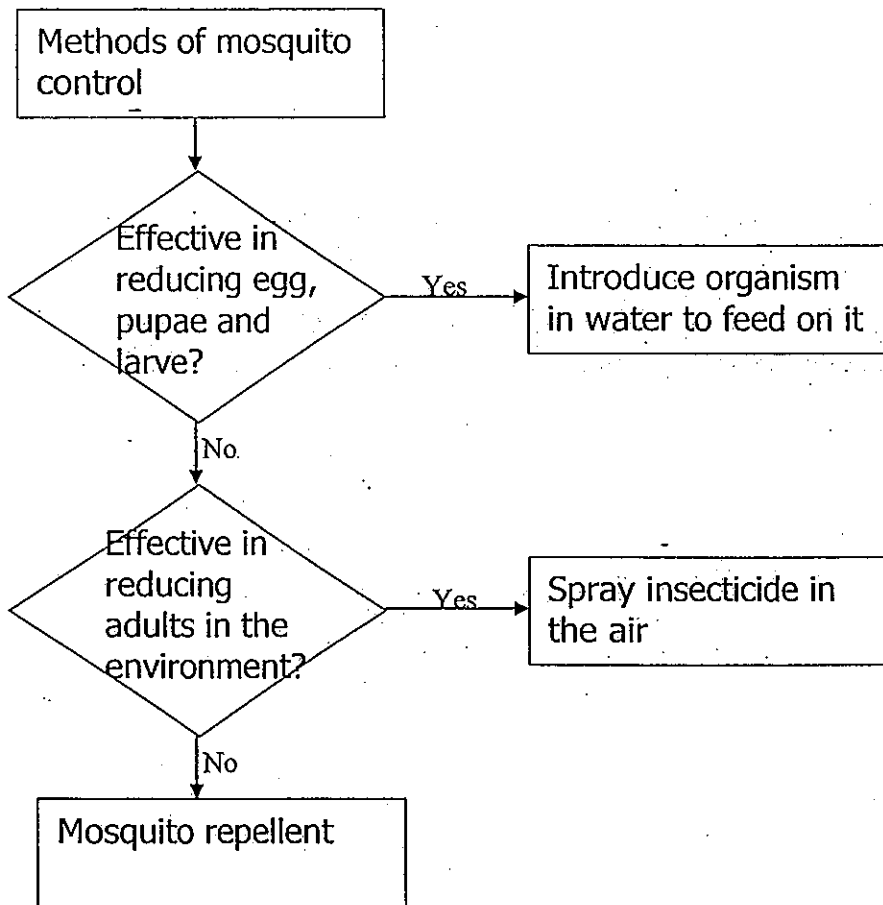 Methods of mosquito
control
Effective in
reducing egg,
pupae and
larve?
Yes
Introduce organism
in water to feed on it
No
Effective in
reducing
adults in the
environment?
Yes
Spray insecticide in
the air
No
Mosquito repellent